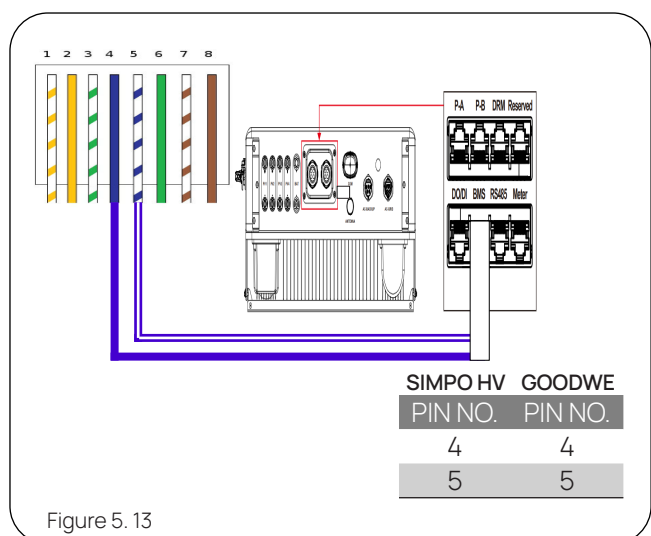 1 2 3 4 5 6 7 8
P-A P-B DRM Reserved
DO/DI BMS RS485 Meter
ANTENNA
SIMPO HV GOODWE
PIN NO. PIN NO.
4 4
5 5
Figure 5. 13